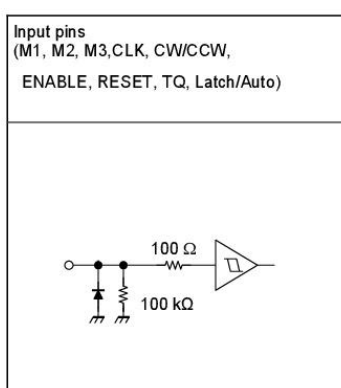 Input pins
(M1, M2, M3,CLK, CW/CCW,
ENABLE, RESET, TQ, Latch/Auto)
100 Ω
100 kΩ